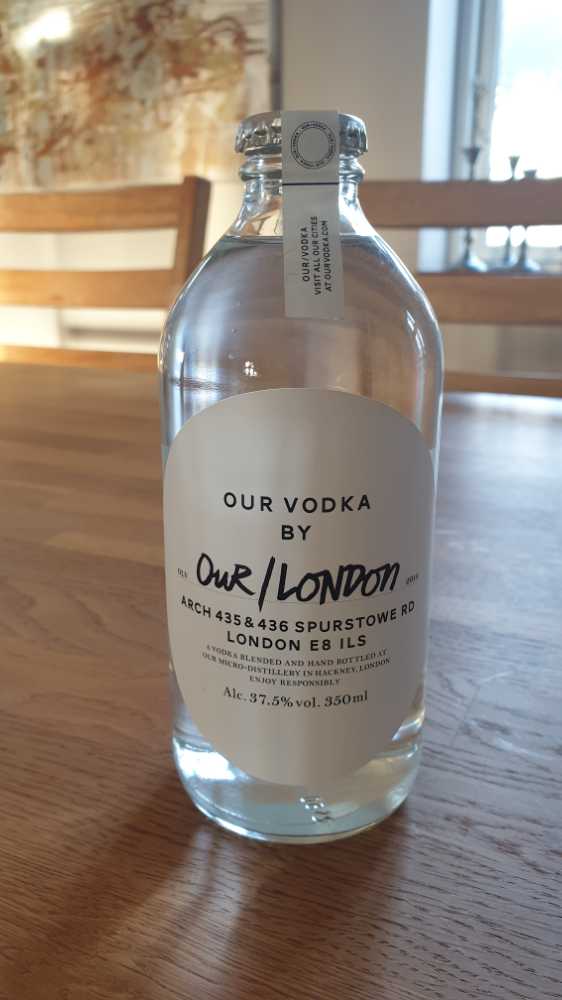 OUR/VODKA
VISIT ALL OUR CITIES
AT OURVODKA.COM
OUR VODKA
BY
OUR/LONDON
ARCH 435 & 436 SPURSTOWE RD
LONDON E8 1LS
A VODKA BLENDED AND HAND BOTTLED AT
OUR MICRO-DISTILLERY IN HACKNEY, LONDON
ENJOY RESPONSIBLY
Alc. 37,5% vol. 350ml